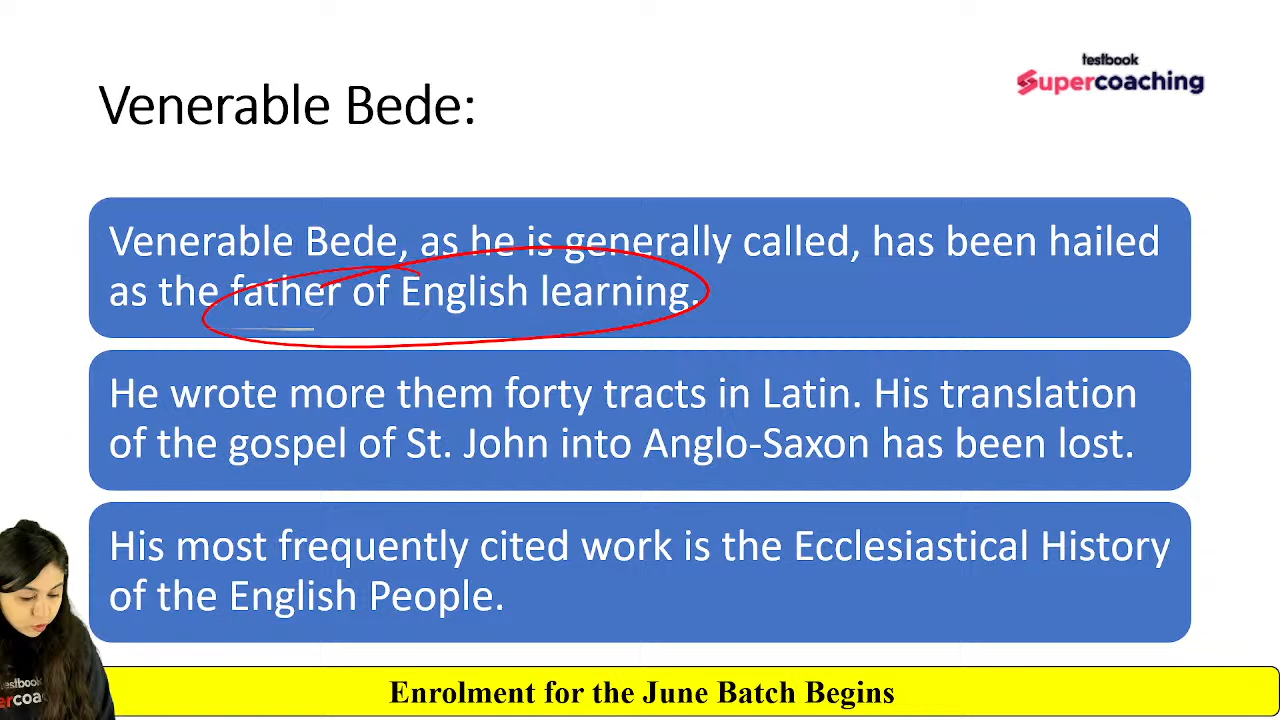 testbook
Supercoaching
Venerable Bede:
Venerable Bede, as he is generally called, has been hailed
as the father of English learning.
He wrote more them forty tracts in Latin. His translation
of the gospel of St. John into Anglo-Saxon has been lost.
His most frequently cited work is the Ecclesiastical History
of the English People.
testbook
ercoa
Enrolment for the June Batch Begins